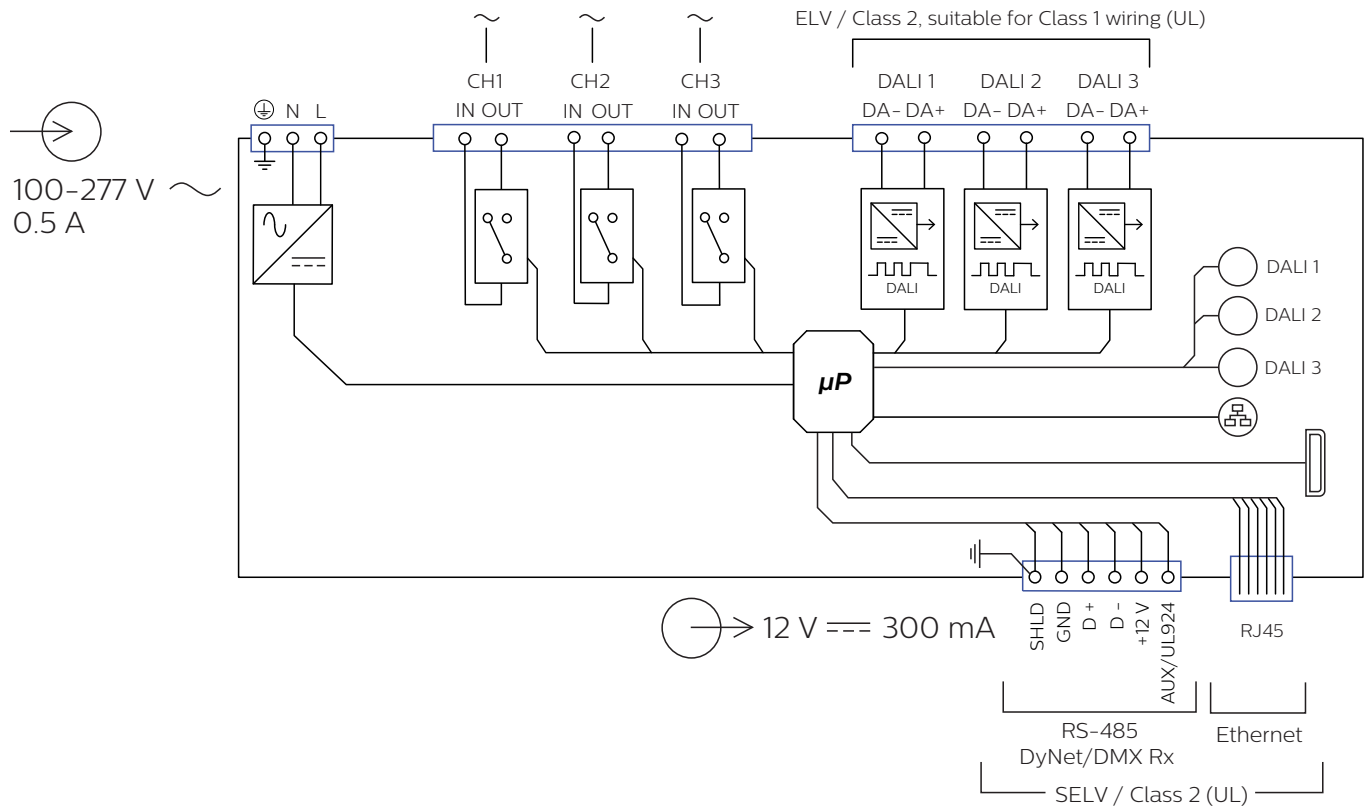 ELV / Class 2, suitable for Class 1 wiring (UL)
CH1 CH2 CH3 DALI 1 DALI 2 DALI 3
N L IN OUT IN OUT IN OUT DA- DA+ DA- DA+ DA- DA+
100-277 V
0.5 A
DALI DALI DALI
DALI 1
DALI 2
DALI 3
µP
12 V 300 mA
SHLD
GND
D +
D -
+12 V
AUX/UL924
RJ45
RS-485
DyNet/DMX Rx
Ethernet
SELV / Class 2 (UL)